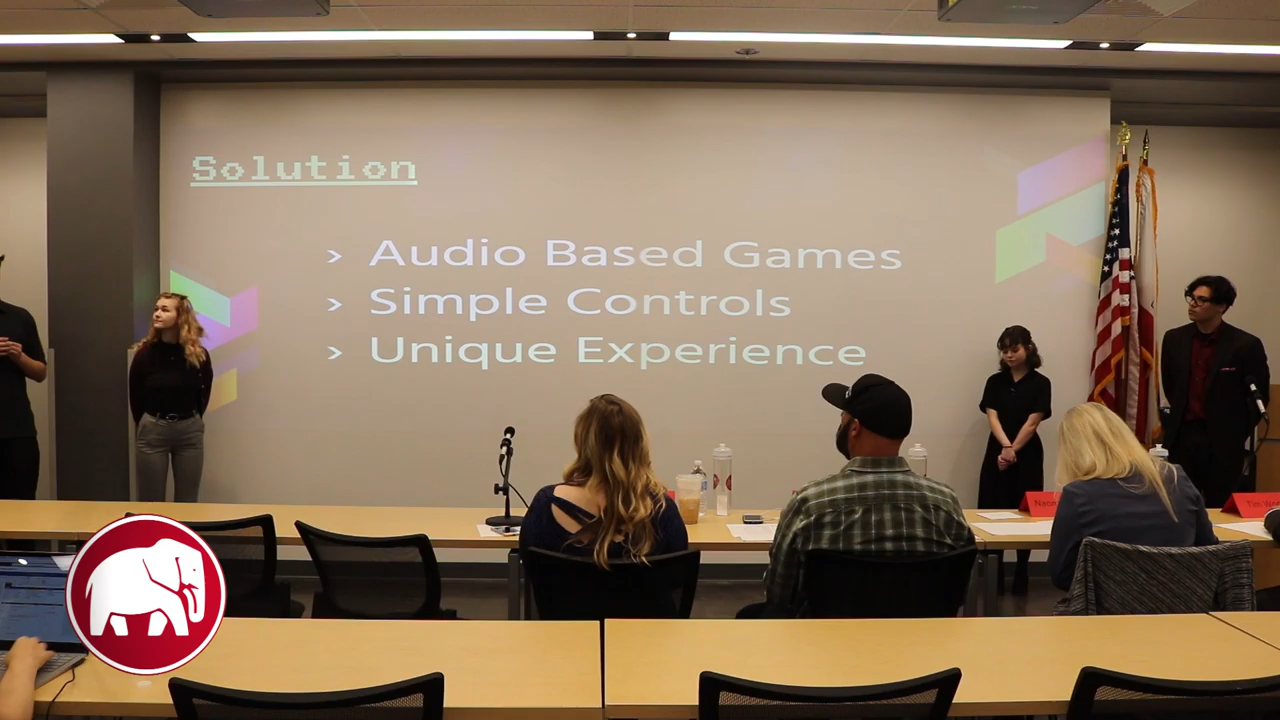 Solution
> Audio Based Games
> Simple Controls
> Unique Experience